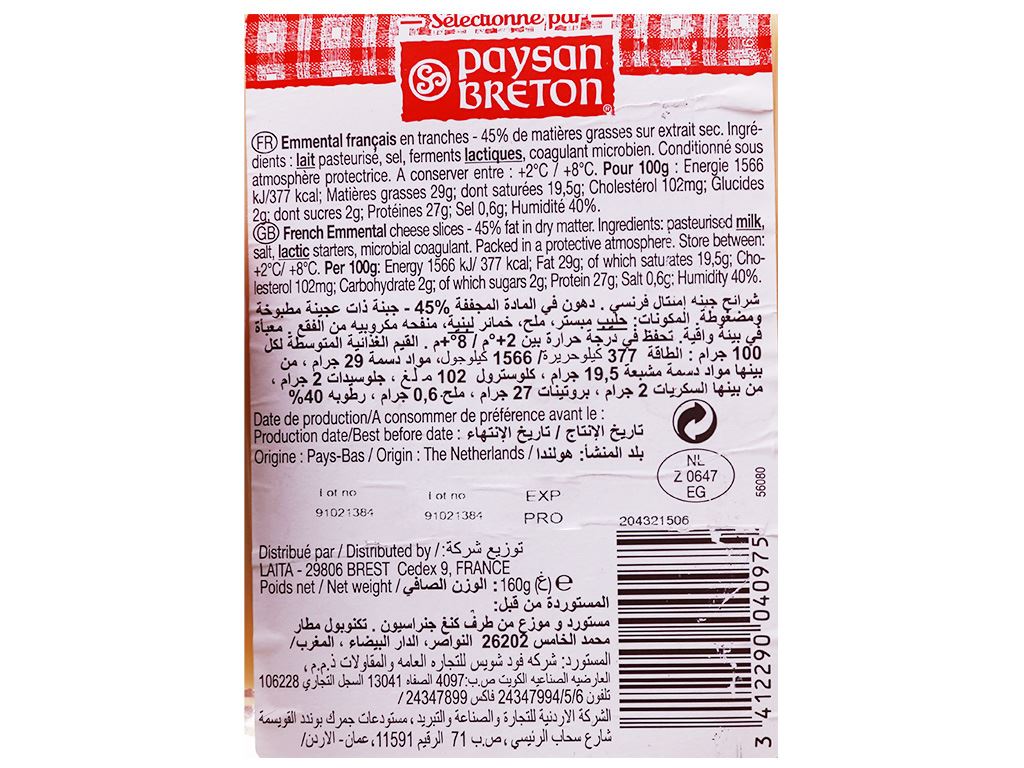 Sélectionné par
paysan
BRETON
FR Emmental français en tranches - 45% de matières grasses sur extrait sec. Ingré-
dients : lait pasteurisé, sel, ferments lactiques, coagulant microbien. Conditionné sous
atmosphère protectrice. A conserver entre : +2°C / +8°C. Pour 100g : Energie 1566
kJ/377 kcal; Matières grasses 29g; dont saturées 19,5g; Cholestérol 102mg; Glucides
2g; dont sucres 2g; Protéines 27g; Sel 0,6g; Humidité 40%.
GB French Emmental cheese slices - 45% fat in dry matter. Ingredients: pasteurised milk,
salt, lactic starters, microbial coagulant. Packed in a protective atmosphere. Store between:
+2°C/ +8°C. Per 100g: Energy 1566 kJ/ 377 kcal; Fat 29g; of which saturates 19,5g; Cho-
lesterol 102mg; Carbohydrate 2g; of which sugars 2g; Protein 27g; Salt 0,6g; Humidity 40%.
شرائح جبنه امنتال فرنسي . دهون في المادة المجففة 45% - جبنة ذات عجينة مطبوخة
ومضغوطة. المكونات: حليب مبستر، ملح، خمائر لبنية، منفحه مكروبيه من الفقع . معبأة
في بيئة واقية. تحفظ في درجة حرارة بين 2+°م / 8°+م . القيم الغذائية المتوسطة لكل
100 جرام : الطاقة 377 كيلوحريرة/ 1566 كيلوجول، مواد دسمة 29 جرام ، من
بينها مواد دسمة مشبعة 19,5 جرام ، كلوسترول 102 م لغ ، جلوسيدات 2 جرام ،
من بينها السكريات 2 جرام ، بروتينات 27 جرام ، ملح 0,6 جرام ، رطوبه 40%
Date de production/A consommer de préférence avant le :
Production date/Best before date : تاريخ الإنتاج / تاريخ الإنتهاء
Origine : Pays-Bas / Origin : The Netherlands / بلد المنشأ: هولندا
NL
Z 0647
EG
56080
Lot no Lot no EXP
91021384 91021384 PRO
204321506
Distribué par / Distributed by /: توزيع شركة
LAITA - 29806 BREST Cedex 9, FRANCE
Poids net / Net weight / الوزن الصافي : 160g (غ) e
المستوردة من قبل:
مستورد و موزع من طرف كنغ جنراسيون . تكنوبول مطار
محمد الخامس 26202 النواصر، الدار البيضاء ، المغرب/
المستورد: شركه فود شويس للتجاره العامه والمقاولات ذ.م.م ،
العارضيه الصناعيه الكويت ص.ب:4097 الصفاه 13041 السجل التجاري 106228
تلفون 24347994/5/6 فاكس 24347899 /
الشركة الاردنية للتجارة والصناعة والتبريد ، مستودعات جمرك بوندد القويسمة
شارع سحاب الرئيسي ، ص.ب 71 الرقيم 11591، عمان- الاردن/
3 412290 040975